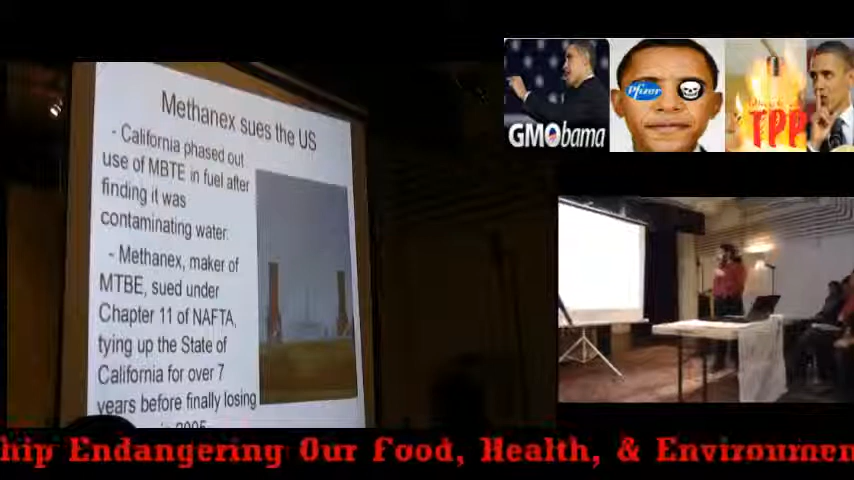 Methanex sues the US
- California phased out
use of MBTE in fuel after
finding it was
contaminating water.
- Methanex, maker of
MTBE, sued under
Chapter 11 of NAFTA,
tying up the State of
California for over 7
years before finally losing
in 2005
GMObama
Pfizer
TPP
hip Endangering Our Food, Health, & Environmen